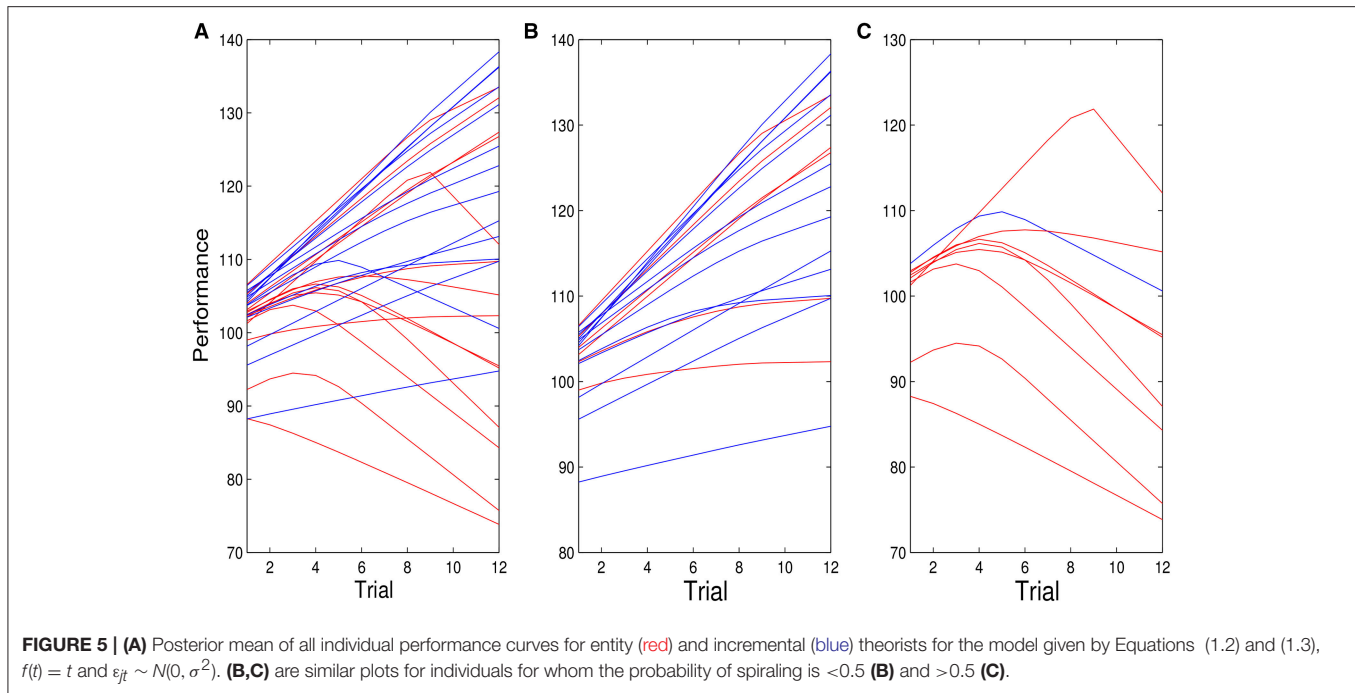 A
B
C
140
130
120
110
100
90
80
70
Performance
2 4 6 8 10 12
Trial
140
130
120
110
100
90
80
2 4 6 8 10 12
Trial
130
120
110
100
90
80
70
2 4 6 8 10 12
Trial
FIGURE 5 | (A) Posterior mean of all individual performance curves for entity (red) and incremental (blue) theorists for the model given by Equations (1.2) and (1.3),
f(t) = t and εjt ∼ N(0, σ²). (B,C) are similar plots for individuals for whom the probability of spiraling is <0.5 (B) and >0.5 (C).